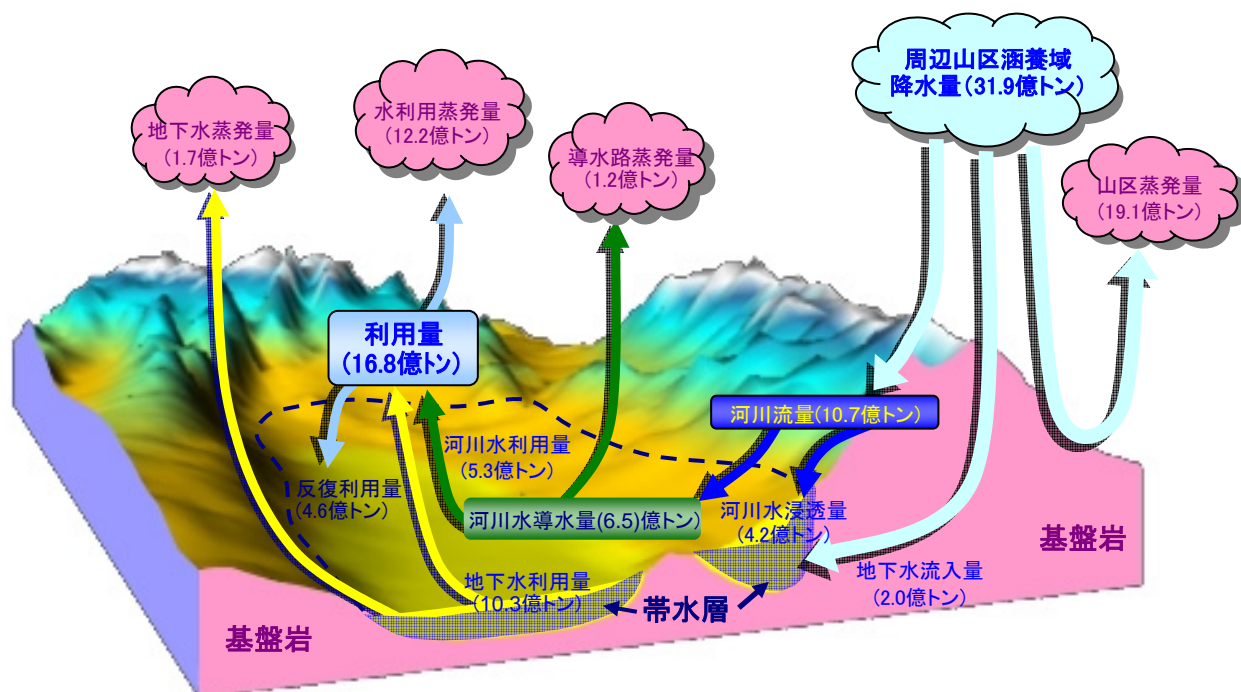 周辺山区涵養域
降水量(31.9億トン)
水利用蒸発量
(12.2億トン)
地下水蒸発量
(1.7億トン)
導水路蒸発量
(1.2億トン)
山区蒸発量
(19.1億トン)
利用量
(16.8億トン)
河川流量(10.7億トン)
河川水利用量
(5.3億トン)
反復利用量
(4.6億トン)
河川水導水量(6.5)億トン)
河川水浸透量
(4.2億トン)
基盤岩
地下水流入量
(2.0億トン)
地下水利用量
(10.3億トン)
帯水層
基盤岩